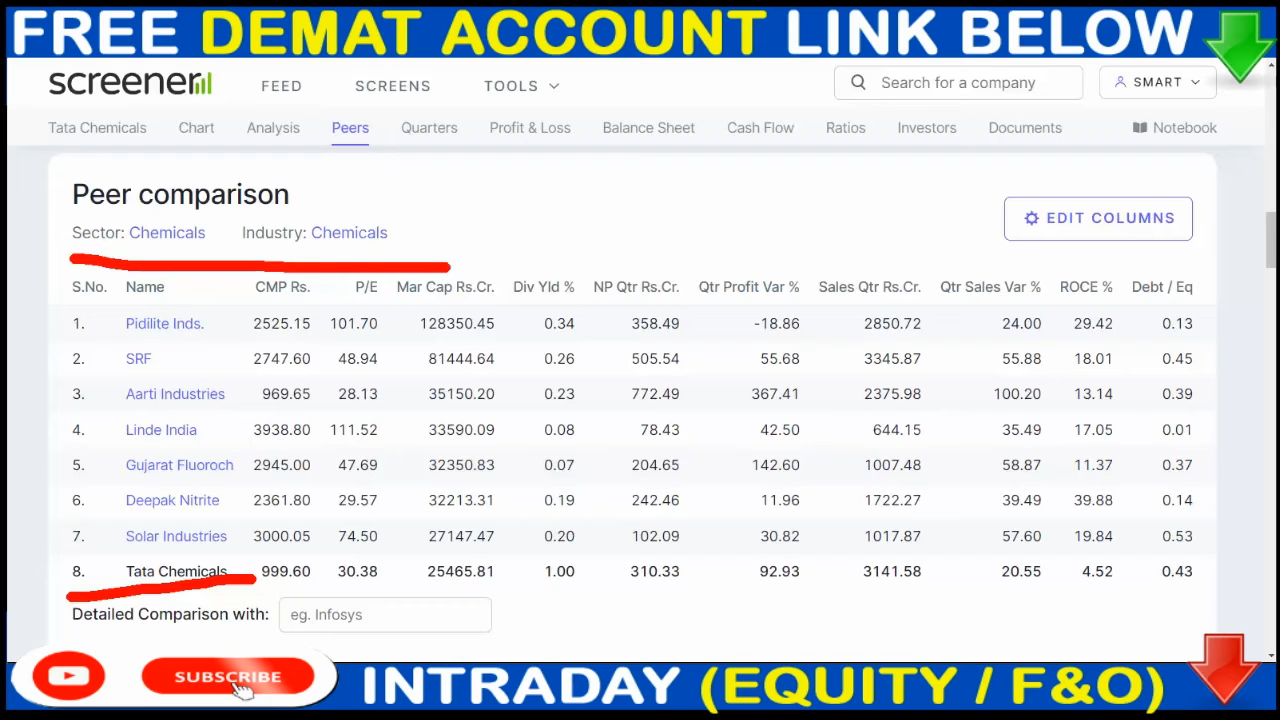 FREE DEMAT ACCOUNT LINK BELOW
screener FEED SCREENS TOOLS Search for a company SMART
Tata Chemicals Chart Analysis Peers Quarters Profit & Loss Balance Sheet Cash Flow Ratios Investors Documents Notebook
Peer comparison
Sector: Chemicals Industry: Chemicals
EDIT COLUMNS
S.No. Name CMP Rs. P/E Mar Cap Rs.Cr. Div Yld % NP Qtr Rs.Cr. Qtr Profit Var % Sales Qtr Rs.Cr. Qtr Sales Var % ROCE % Debt / Eq
1. Pidilite Inds. 2525.15 101.70 128350.45 0.34 358.49 -18.86 2850.72 24.00 29.42 0.13
2. SRF 2747.60 48.94 81444.64 0.26 505.54 55.68 3345.87 55.88 18.01 0.45
3. Aarti Industries 969.65 28.13 35150.20 0.23 772.49 367.41 2375.98 100.20 13.14 0.39
4. Linde India 3938.80 111.52 33590.09 0.08 78.43 42.50 644.15 35.49 17.05 0.01
5. Gujarat Fluoroch 2945.00 47.69 32350.83 0.07 204.65 142.60 1007.48 58.87 11.37 0.37
6. Deepak Nitrite 2361.80 29.57 32213.31 0.19 242.46 11.96 1722.27 39.49 39.88 0.14
7. Solar Industries 3000.05 74.50 27147.47 0.20 102.09 30.82 1017.87 57.60 19.84 0.53
8. Tata Chemicals 999.60 30.38 25465.81 1.00 310.33 92.93 3141.58 20.55 4.52 0.43
Detailed Comparison with: eg. Infosys
SUBSCRIBE
INTRADAY (EQUITY / F&O)